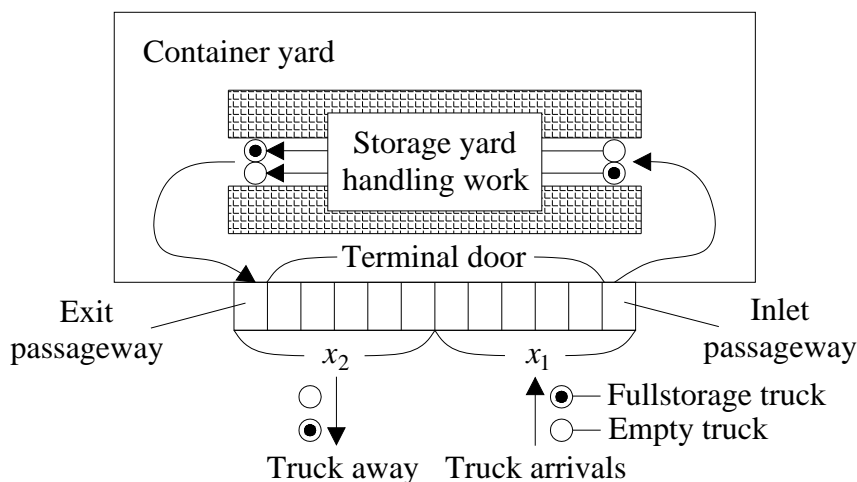 Container yard
Storage yard
handling work
Terminal door
Exit
passageway
Inlet
passageway
x2
x1
Fullstorage truck
Empty truck
Truck away
Truck arrivals